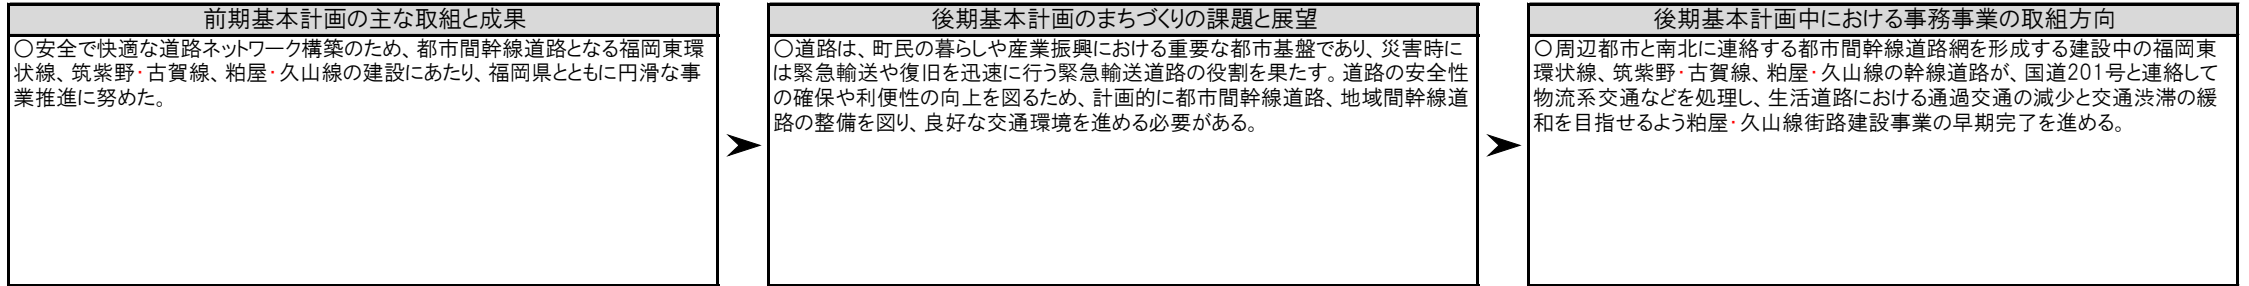 前期基本計画の主な取組と成果
〇安全で快適な道路ネットワーク構築のため、都市間幹線道路となる福岡東環
状線、筑紫野・古賀線、粕屋・久山線の建設にあたり、福岡県とともに円滑な事
業推進に努めた。
後期基本計画のまちづくりの課題と展望
〇道路は、町民の暮らしや産業振興における重要な都市基盤であり、災害時に
は緊急輸送や復旧を迅速に行う緊急輸送道路の役割を果たす。道路の安全性
の確保や利便性の向上を図るため、計画的に都市間幹線道路、地域間幹線道
路の整備を図り、良好な交通環境を進める必要がある。
後期基本計画中における事務事業の取組方向
〇周辺都市と南北に連絡する都市間幹線道路網を形成する建設中の福岡東
環状線、筑紫野・古賀線、粕屋・久山線の幹線道路が、国道201号と連絡して
物流系交通などを処理し、生活道路における通過交通の減少と交通渋滞の緩
和を目指せるよう粕屋・久山線街路建設事業の早期完了を進める。